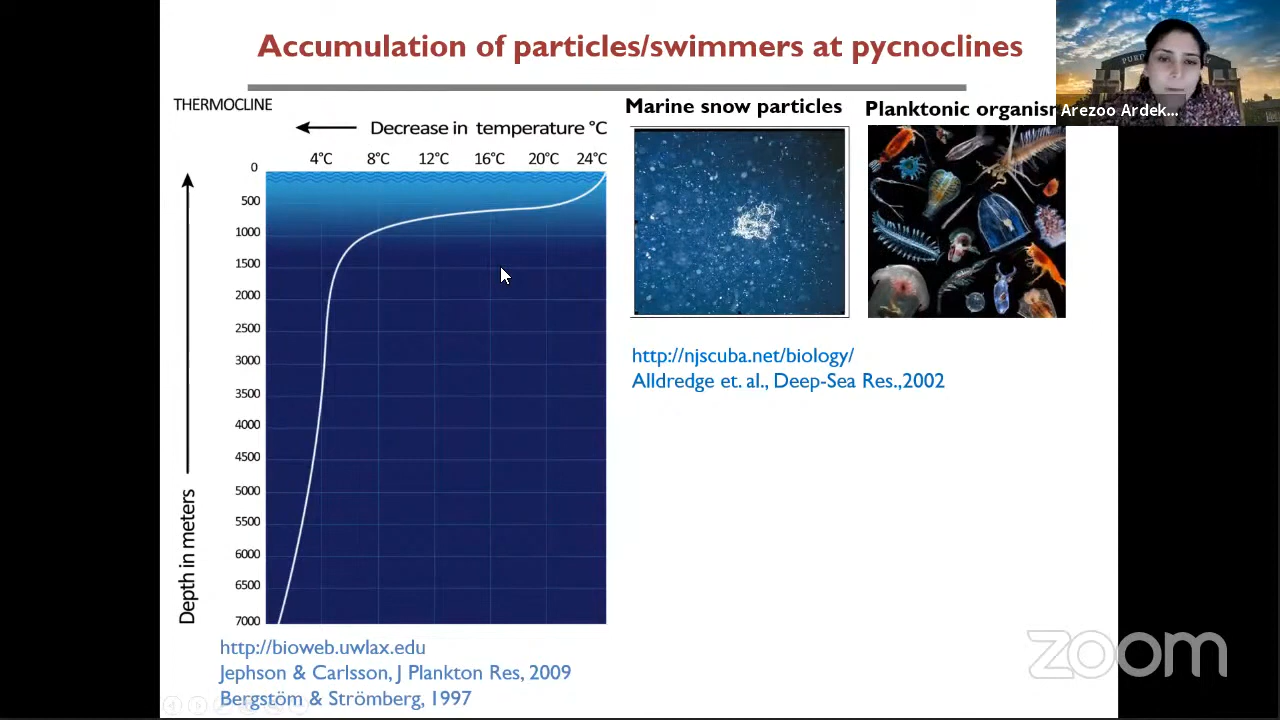 Accumulation of particles/swimmers at pycnoclines
THERMOCLINE
Decrease in temperature °C
4°C 8°C 12°C 16°C 20°C 24°C
0
500
1000
1500
2000
2500
3000
3500
4000
4500
5000
5500
6000
6500
7000
Depth in meters
http://bioweb.uwlax.edu
Jephson & Carlsson, J Plankton Res, 2009
Bergstöm & Strömberg, 1997
Marine snow particles
Planktonic organisr
http://njscuba.net/biology/
Alldredge et. al., Deep-Sea Res.,2002
Arezoo Ardek...
zoom